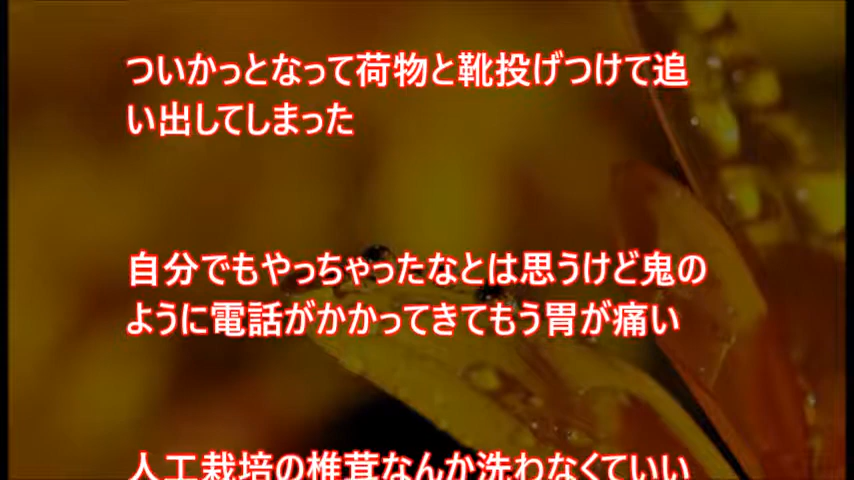 ついかっとなって荷物と靴投げつけて追
い出してしまった
自分でもやっちゃったなとは思うけど鬼の
ように電話がかかってきてもう胃が痛い
人工栽培の椎茸なんか洗わなくていい